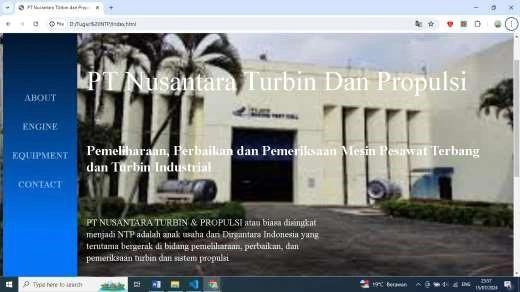 PT Nusantara Turbin dan Propu
File
D:/Tugas%20NTP/index.html
PT Nusantara Turbin Dan Propulsi
ABOUT
ENGINE
EQUIPMENT
CONTACT
Pemeliharaan, Perbaikan dan Pemeriksaan Mesin Pesawat Terbang
dan Turbin Industrial
PT NUSANTARA TURBIN & PROPULSI atau biasa disingkat
menjadi NTP adalah anak usaha dari Dirgantara Indonesia yang
terutama bergerak di bidang pemeliharaan, perbaikan, dan
pemeriksaan turbin dan sistem propulsi
Type here to search
19°C Berawan
ENG
15/07/2024